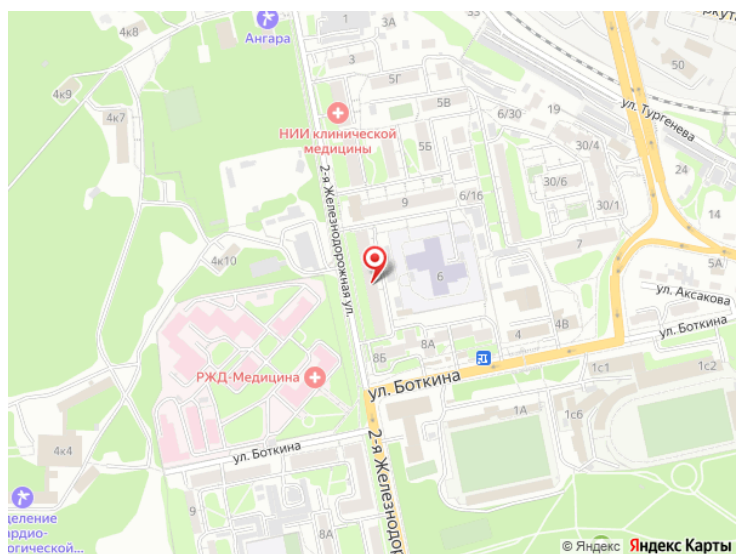 4к8
Ангара
1
3А
3
4к9
4к7
5Г
5В
50
НИИ клинической
медицины
5Б
6/30
19
ул. Тургенева
30/4
24
2-я Железнодорожная ул.
9
6/16
30/6
30/1
14
7
4к10
6
5А
ул. Аксакова
4В
4
ул. Боткина
8А
8Б
РЖД-Медицина
ул. Боткина
1с1
1с2
1А
1с6
2-я Железнодор
4к4
ул. Боткина
9
деление
ардио-
огической...
© Яндекс Яндекс Карты